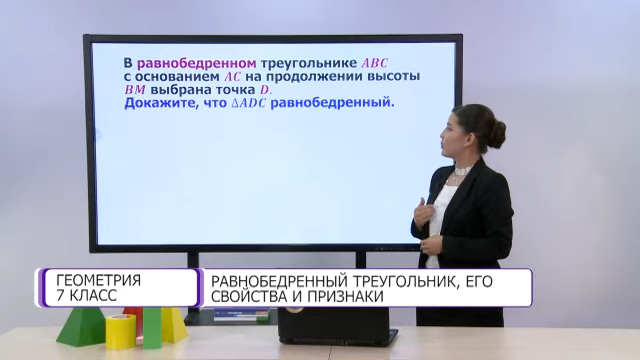 В равнобедренном треугольнике ABC
с основанием AC на продолжении высоты
BM выбрана точка D.
Докажите, что ∆ADC равнобедренный.
ГЕОМЕТРИЯ
7 КЛАСС
РАВНОБЕДРЕННЫЙ ТРЕУГОЛЬНИК, ЕГО
СВОЙСТВА И ПРИЗНАКИ